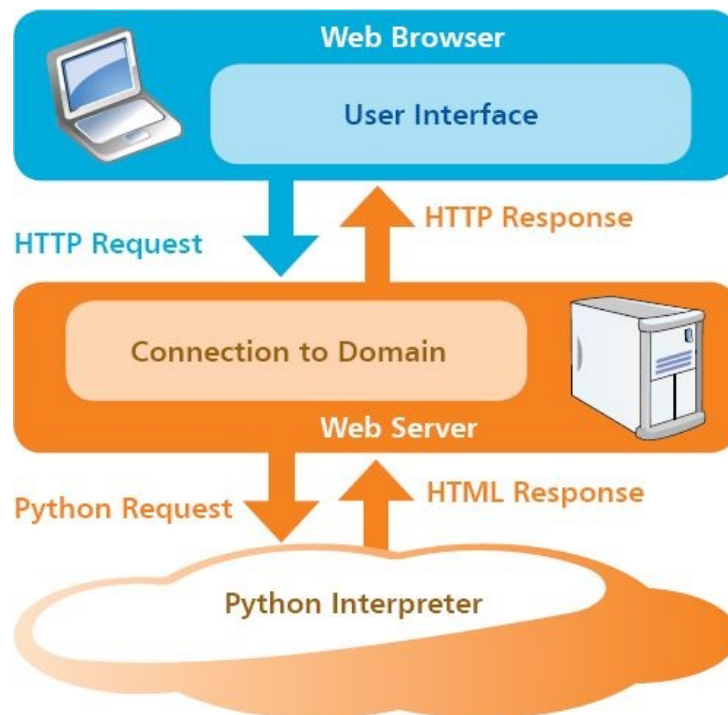 Web Browser
User Interface
HTTP Request
HTTP Response
Connection to Domain
Web Server
Python Request
HTML Response
Python Interpreter